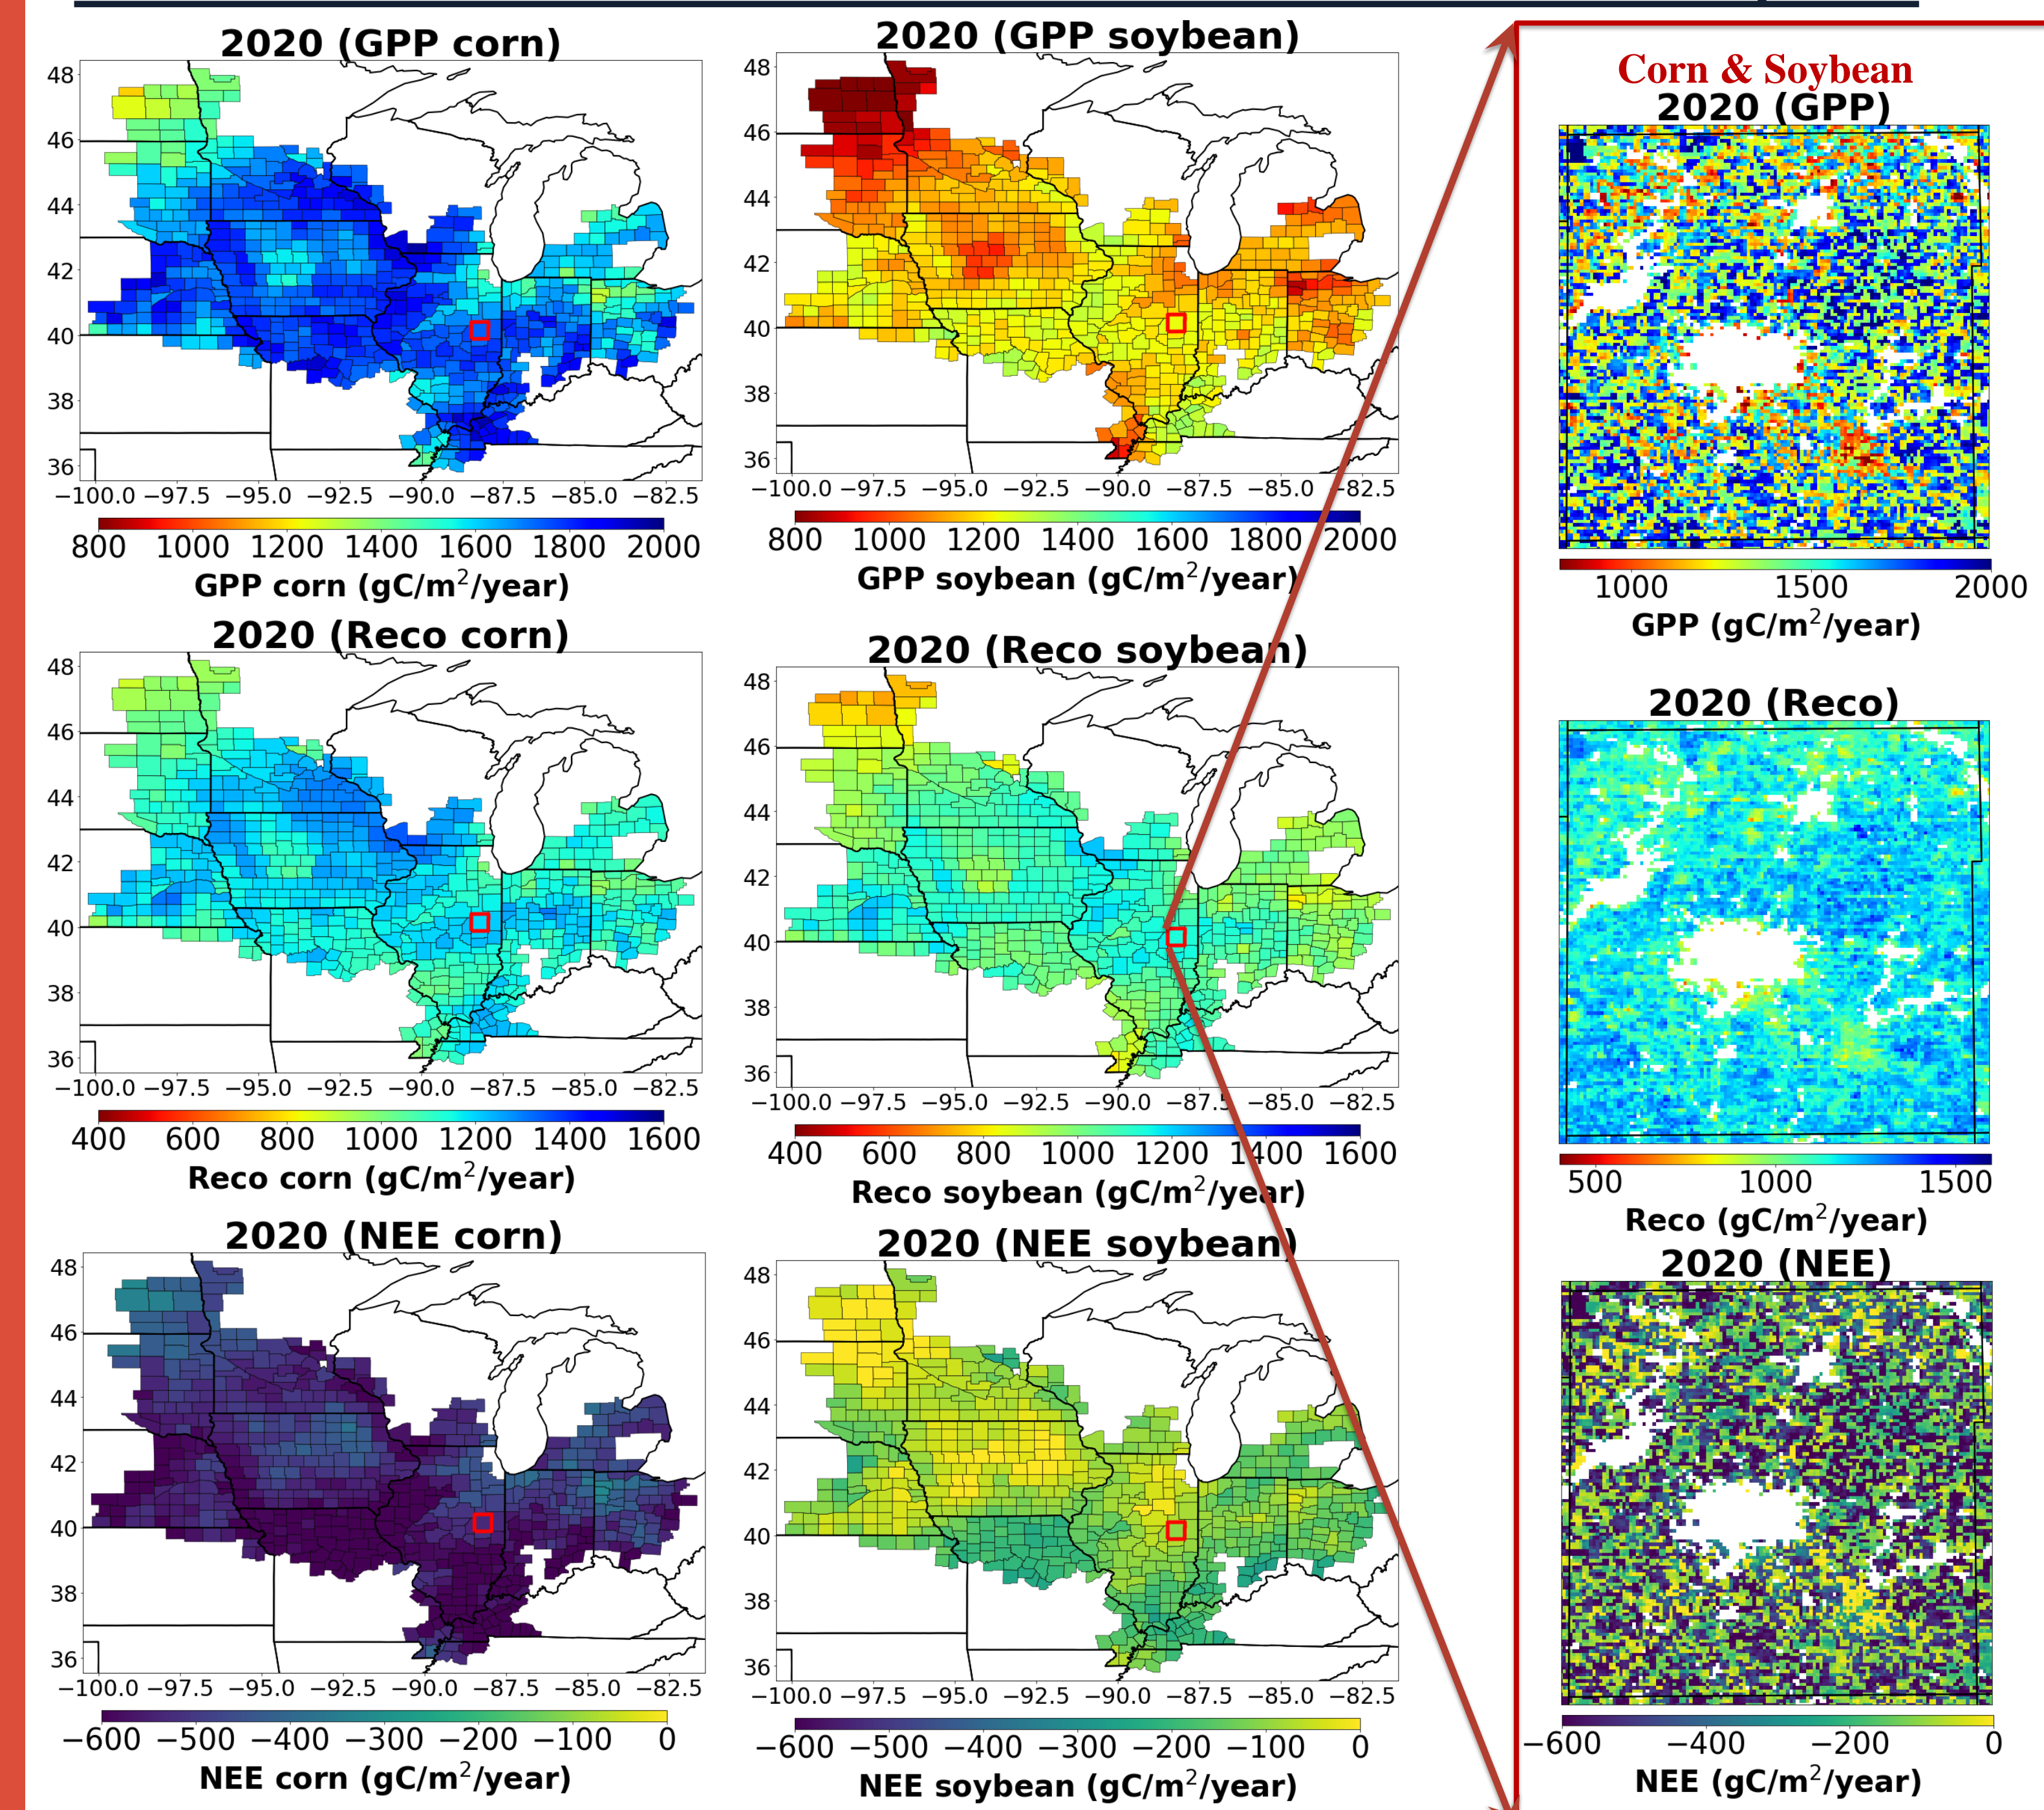 2020 (GPP corn)
48
46
44
42
40
38
36
−100.0 −97.5 −95.0 −92.5 −90.0 −87.5 −85.0 −82.5
800 1000 1200 1400 1600 1800 2000
GPP corn (gC/m²/year)
2020 (GPP soybean)
48
46
44
42
40
38
36
−100.0 −97.5 −95.0 −92.5 −90.0 −87.5 −85.0 −82.5
800 1000 1200 1400 1600 1800 2000
GPP soybean (gC/m²/year)
Corn & Soybean
2020 (GPP)
1000 1500 2000
GPP (gC/m²/year)
2020 (Reco corn)
48
46
44
42
40
38
36
−100.0 −97.5 −95.0 −92.5 −90.0 −87.5 −85.0 −82.5
400 600 800 1000 1200 1400 1600
Reco corn (gC/m²/year)
2020 (Reco soybean)
48
46
44
42
40
38
36
−100.0 −97.5 −95.0 −92.5 −90.0 −87.5 −85.0 −82.5
400 600 800 1000 1200 1400 1600
Reco soybean (gC/m²/year)
2020 (Reco)
500 1000 1500
Reco (gC/m²/year)
2020 (NEE corn)
48
46
44
42
40
38
36
−100.0 −97.5 −95.0 −92.5 −90.0 −87.5 −85.0 −82.5
−600 −500 −400 −300 −200 −100 0
NEE corn (gC/m²/year)
2020 (NEE soybean)
48
46
44
42
40
38
36
−100.0 −97.5 −95.0 −92.5 −90.0 −87.5 −85.0 −82.5
−600 −500 −400 −300 −200 −100 0
NEE soybean (gC/m²/year)
2020 (NEE)
−600 −400 −200 0
NEE (gC/m²/year)